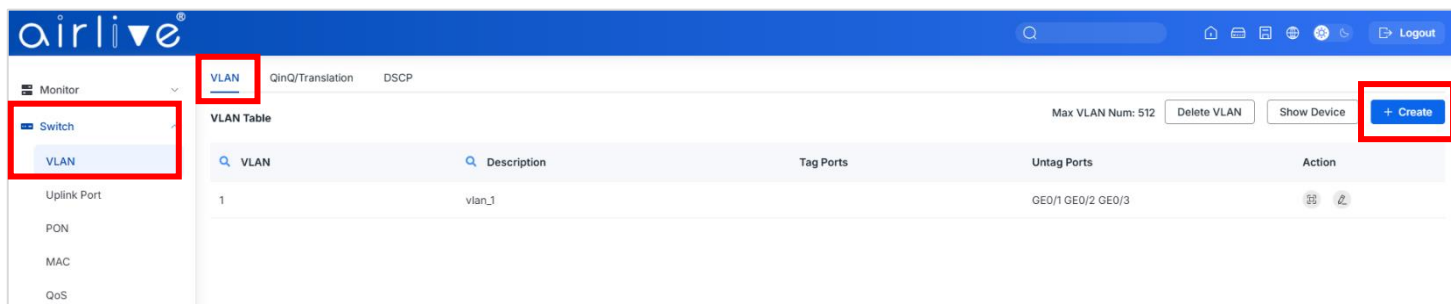 airlive®
Logout
Monitor
Switch
VLAN
Uplink Port
PON
MAC
QoS
VLAN QinQ/Translation DSCP
VLAN Table
Max VLAN Num: 512 Delete VLAN Show Device + Create
VLAN Description Tag Ports Untag Ports Action
1 vlan_1 GE0/1 GE0/2 GE0/3